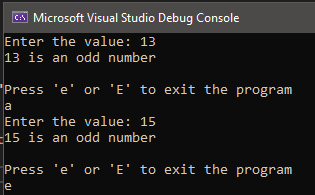 Microsoft Visual Studio Debug Console
Enter the value: 13
13 is an odd number
Press 'e' or 'E' to exit the program
a
Enter the value: 15
15 is an odd number
Press 'e' or 'E' to exit the program
e